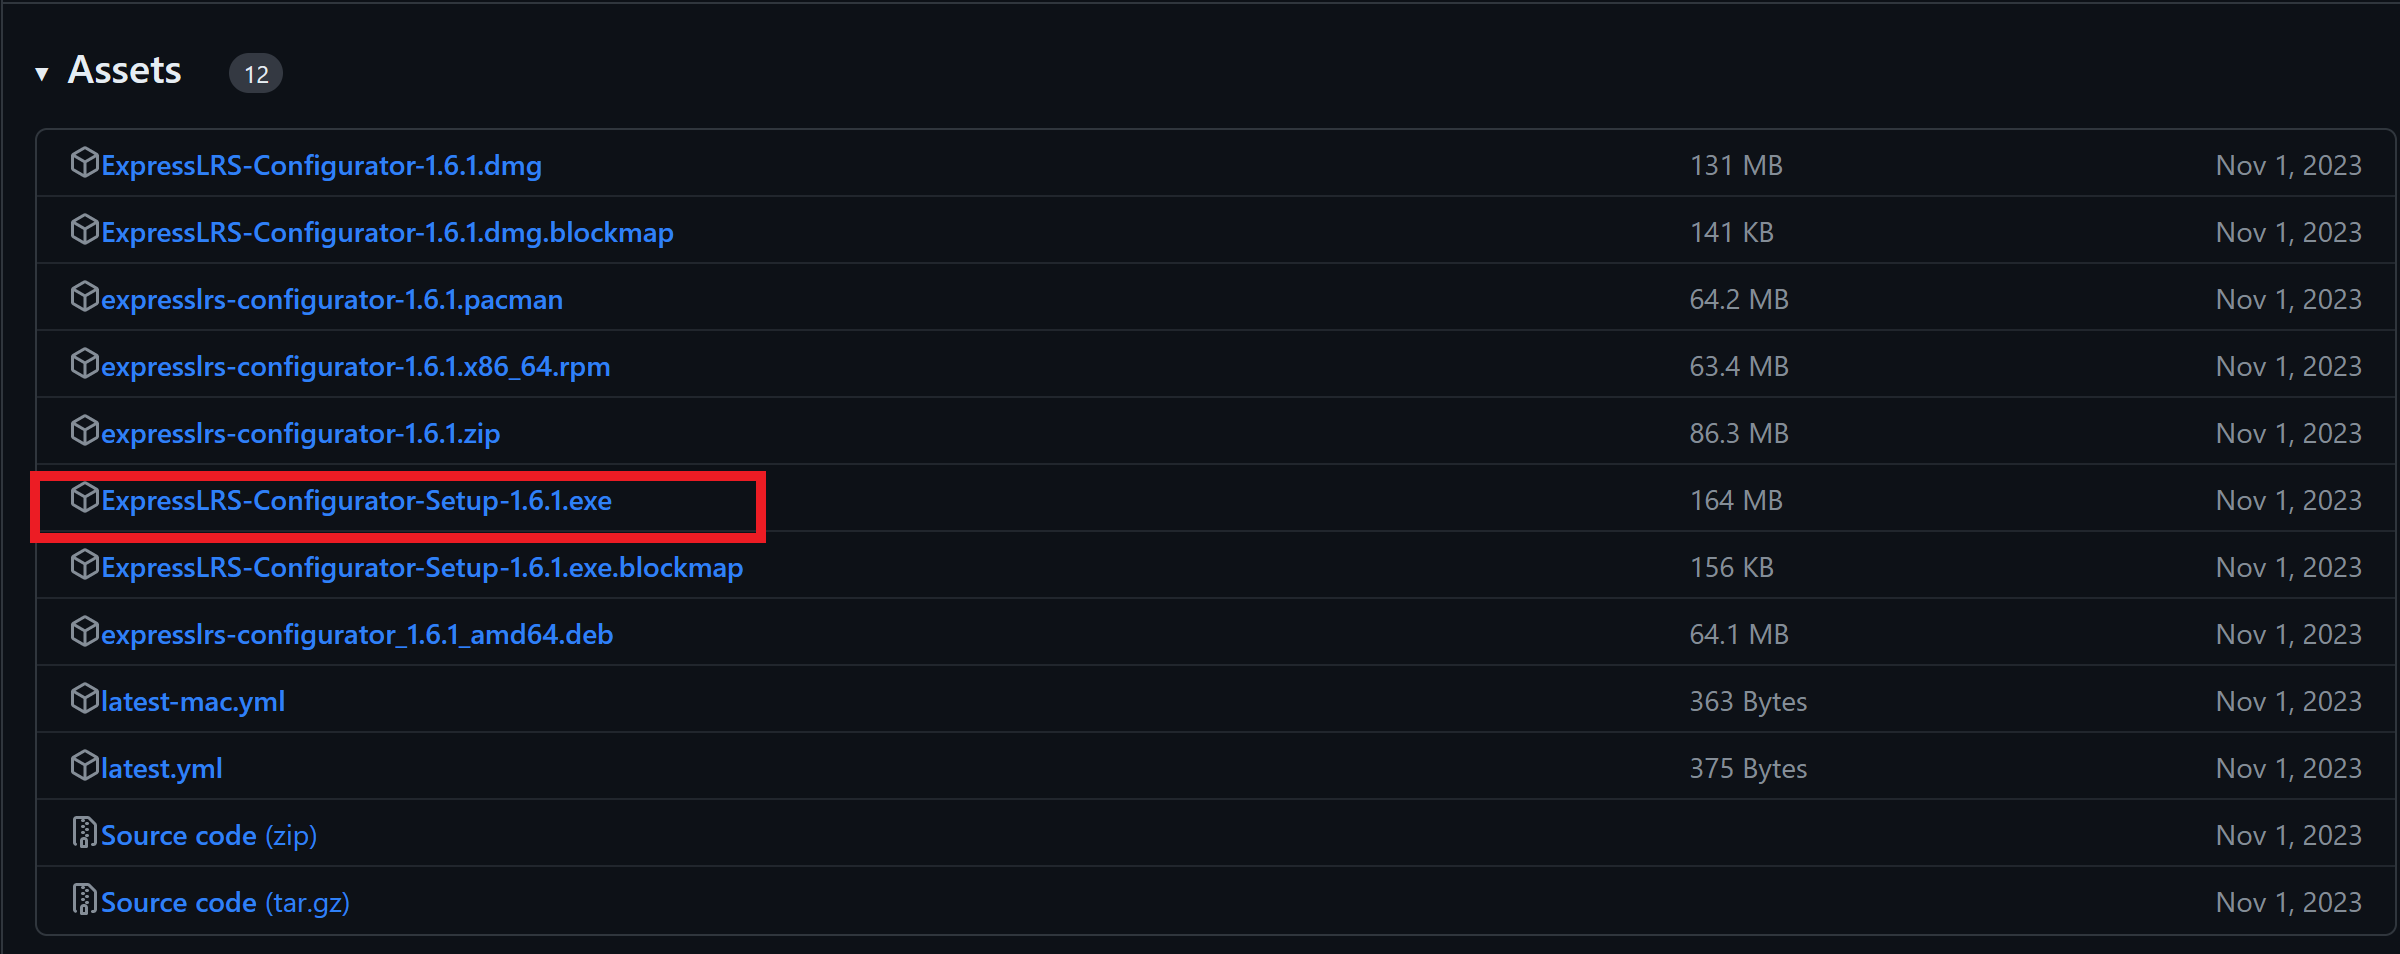 Assets 12
ExpressLRS-Configurator-1.6.1.dmg 131 MB Nov 1, 2023
ExpressLRS-Configurator-1.6.1.dmg.blockmap 141 KB Nov 1, 2023
expresslrs-configurator-1.6.1.pacman 64.2 MB Nov 1, 2023
expresslrs-configurator-1.6.1.x86_64.rpm 63.4 MB Nov 1, 2023
expresslrs-configurator-1.6.1.zip 86.3 MB Nov 1, 2023
ExpressLRS-Configurator-Setup-1.6.1.exe 164 MB Nov 1, 2023
ExpressLRS-Configurator-Setup-1.6.1.exe.blockmap 156 KB Nov 1, 2023
expresslrs-configurator_1.6.1_amd64.deb 64.1 MB Nov 1, 2023
latest-mac.yml 363 Bytes Nov 1, 2023
latest.yml 375 Bytes Nov 1, 2023
Source code (zip) Nov 1, 2023
Source code (tar.gz) Nov 1, 2023